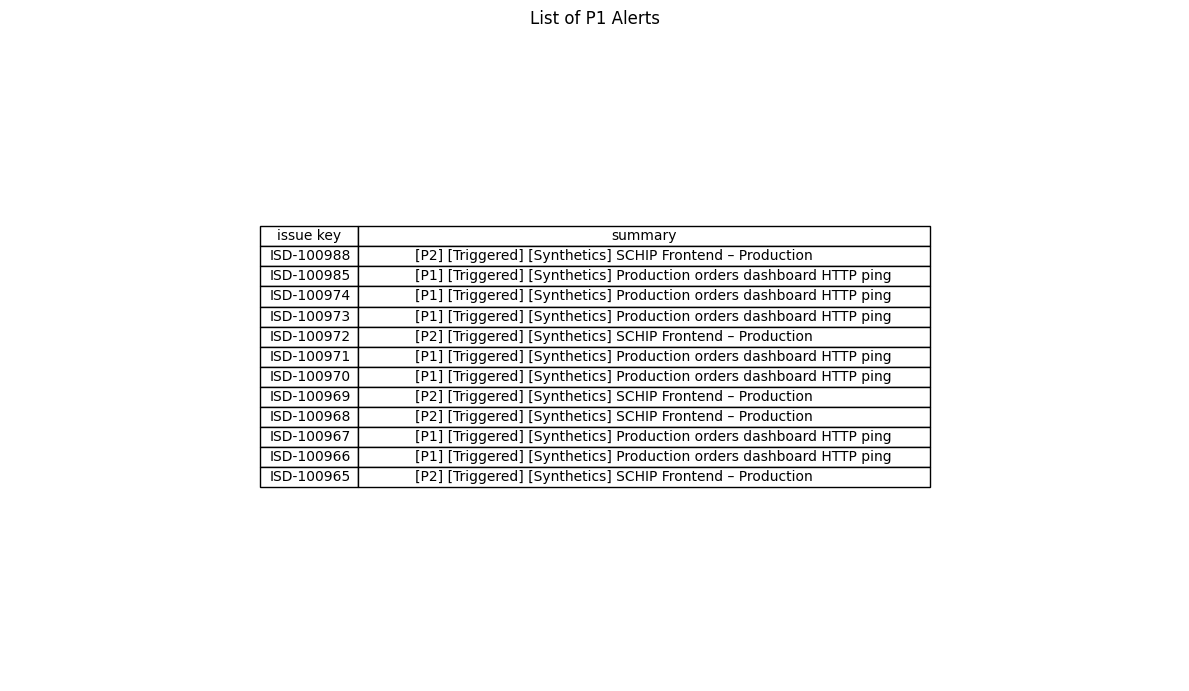 List of P1 Alerts
issue key summary
ISD-100988 [P2] [Triggered] [Synthetics] SCHIP Frontend – Production
ISD-100985 [P1] [Triggered] [Synthetics] Production orders dashboard HTTP ping
ISD-100974 [P1] [Triggered] [Synthetics] Production orders dashboard HTTP ping
ISD-100973 [P1] [Triggered] [Synthetics] Production orders dashboard HTTP ping
ISD-100972 [P2] [Triggered] [Synthetics] SCHIP Frontend – Production
ISD-100971 [P1] [Triggered] [Synthetics] Production orders dashboard HTTP ping
ISD-100970 [P1] [Triggered] [Synthetics] Production orders dashboard HTTP ping
ISD-100969 [P2] [Triggered] [Synthetics] SCHIP Frontend – Production
ISD-100968 [P2] [Triggered] [Synthetics] SCHIP Frontend – Production
ISD-100967 [P1] [Triggered] [Synthetics] Production orders dashboard HTTP ping
ISD-100966 [P1] [Triggered] [Synthetics] Production orders dashboard HTTP ping
ISD-100965 [P2] [Triggered] [Synthetics] SCHIP Frontend – Production